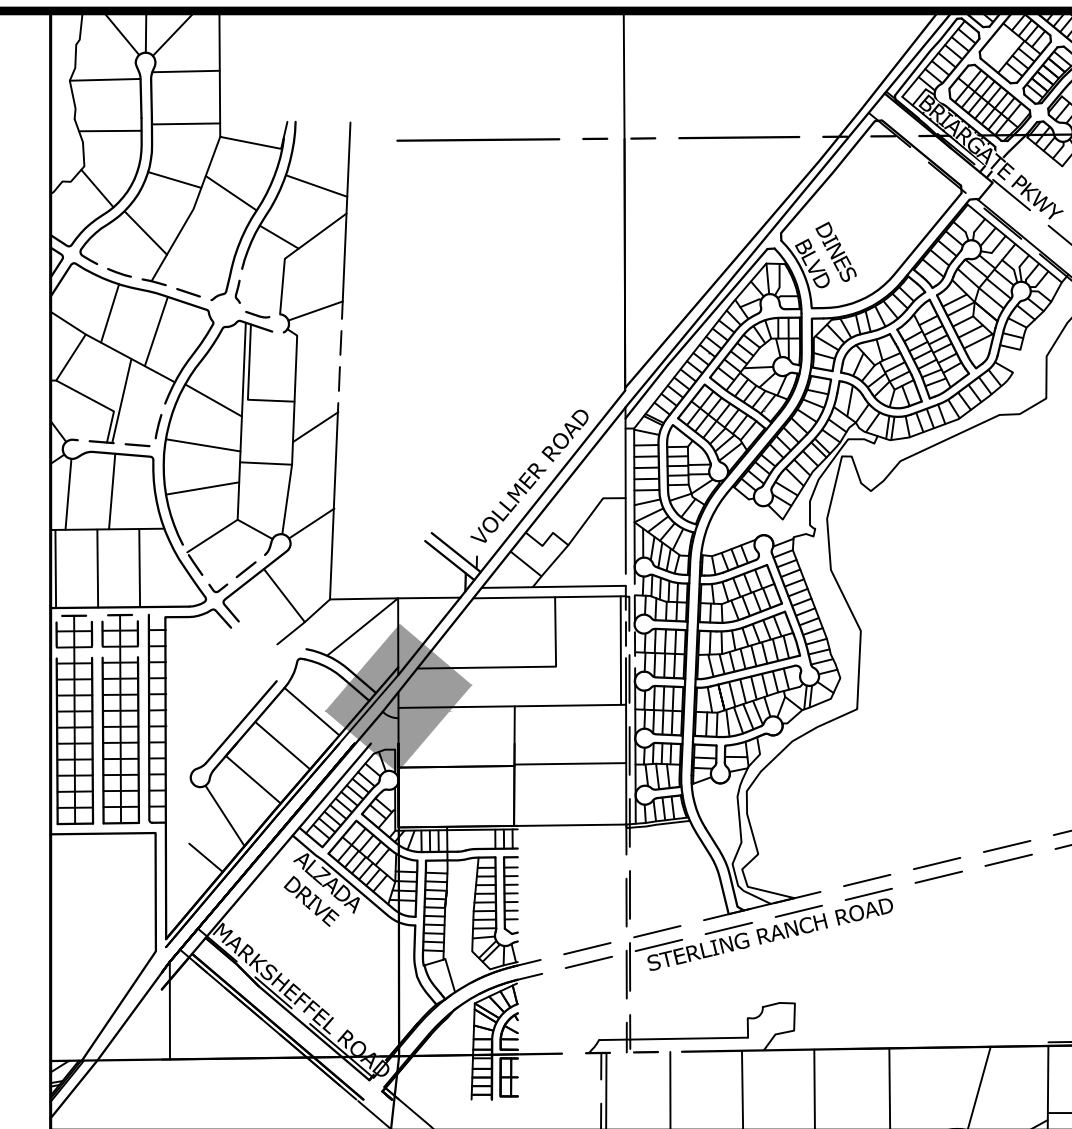 BRIARGATE PKWY
DINES
BLVD
VOLLMER ROAD
ALZADA
DRIVE
STERLING RANCH ROAD
MARKSHEFFEL ROAD